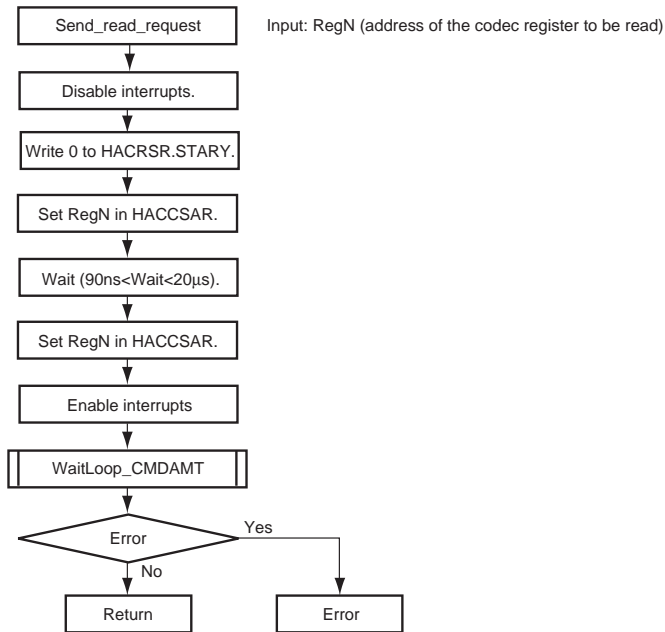 Send_read_request
Input: RegN (address of the codec register to be read)
Disable interrupts.
Write 0 to HACRSR.STARY.
Set RegN in HACCSAR.
Wait (90ns<Wait<20μs).
Set RegN in HACCSAR.
Enable interrupts
WaitLoop_CMDAMT
Error
Yes
No
Return
Error